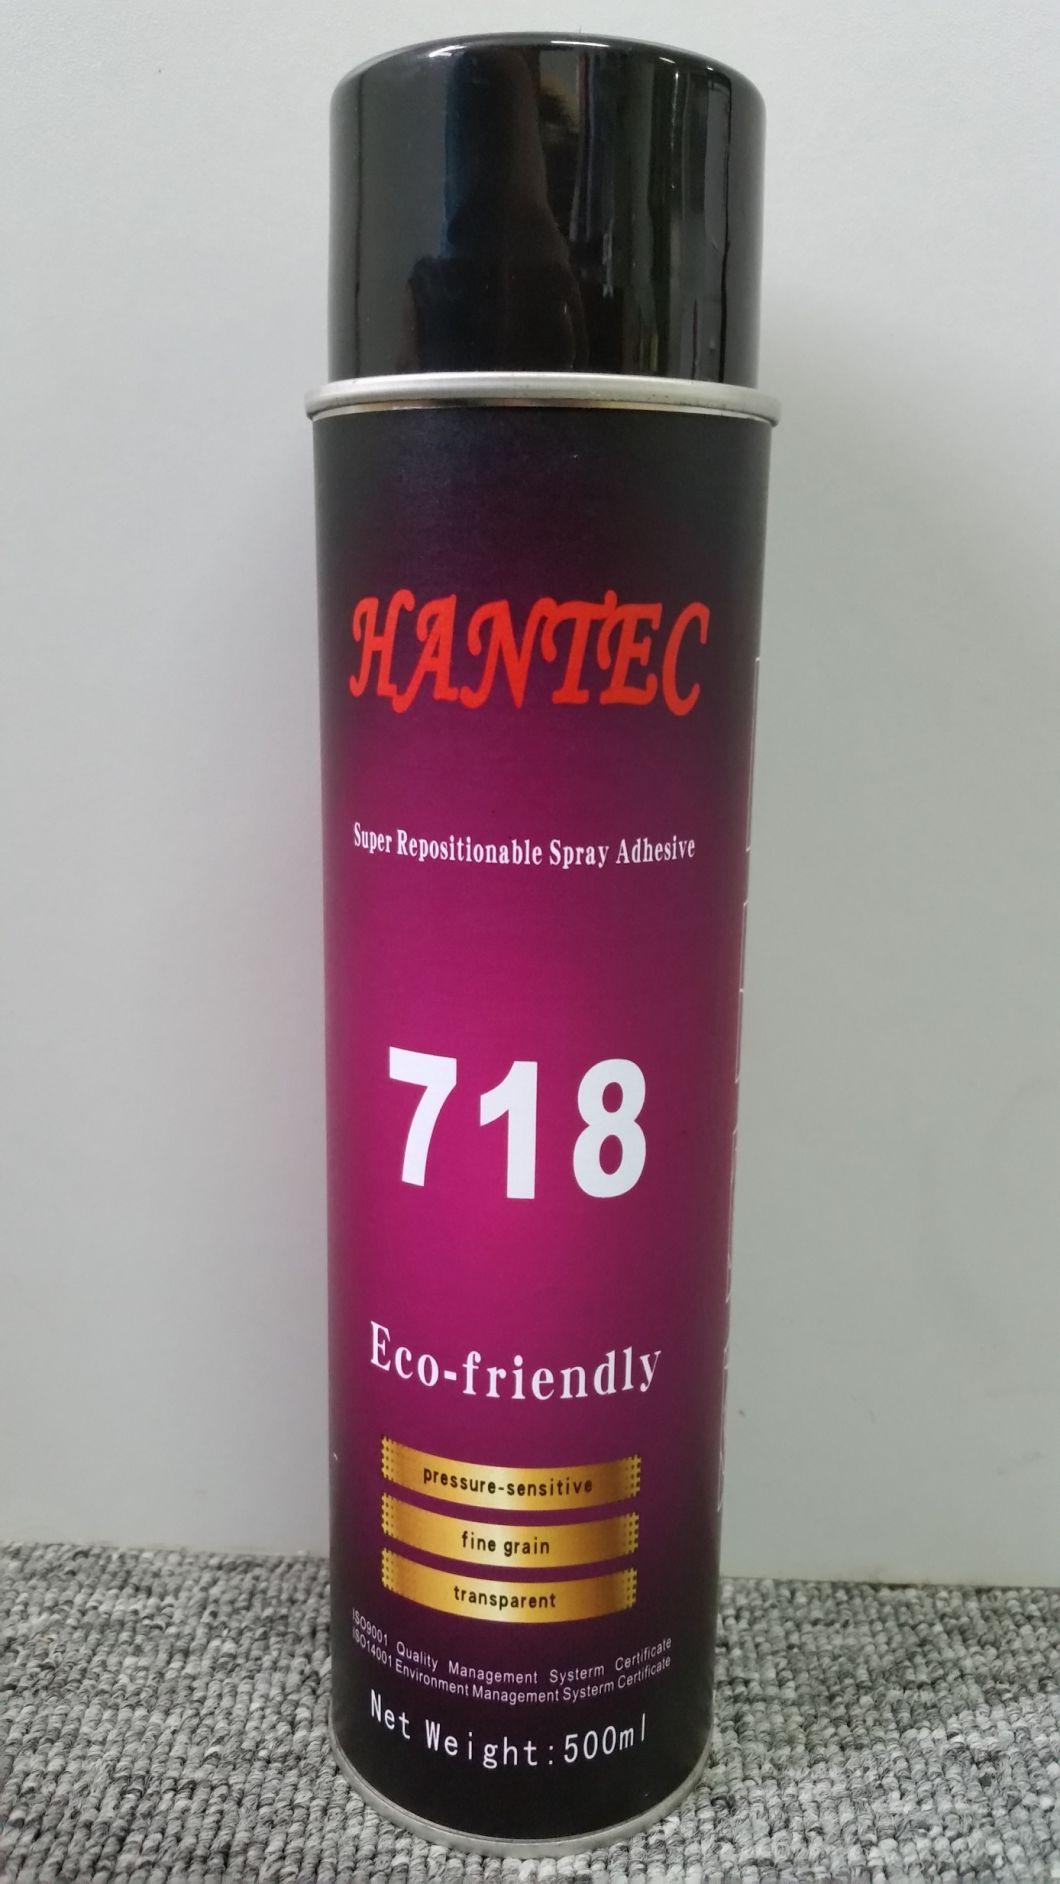 HANTEC
Super Repositionable Spray Adhesive
718
Eco-friendly
pressure-sensitive
fine grain
transparent
ISO9001 Quality Management Systerm Certificate
ISO14001 Environment Management Systerm Certificate
Net Weight:500ml